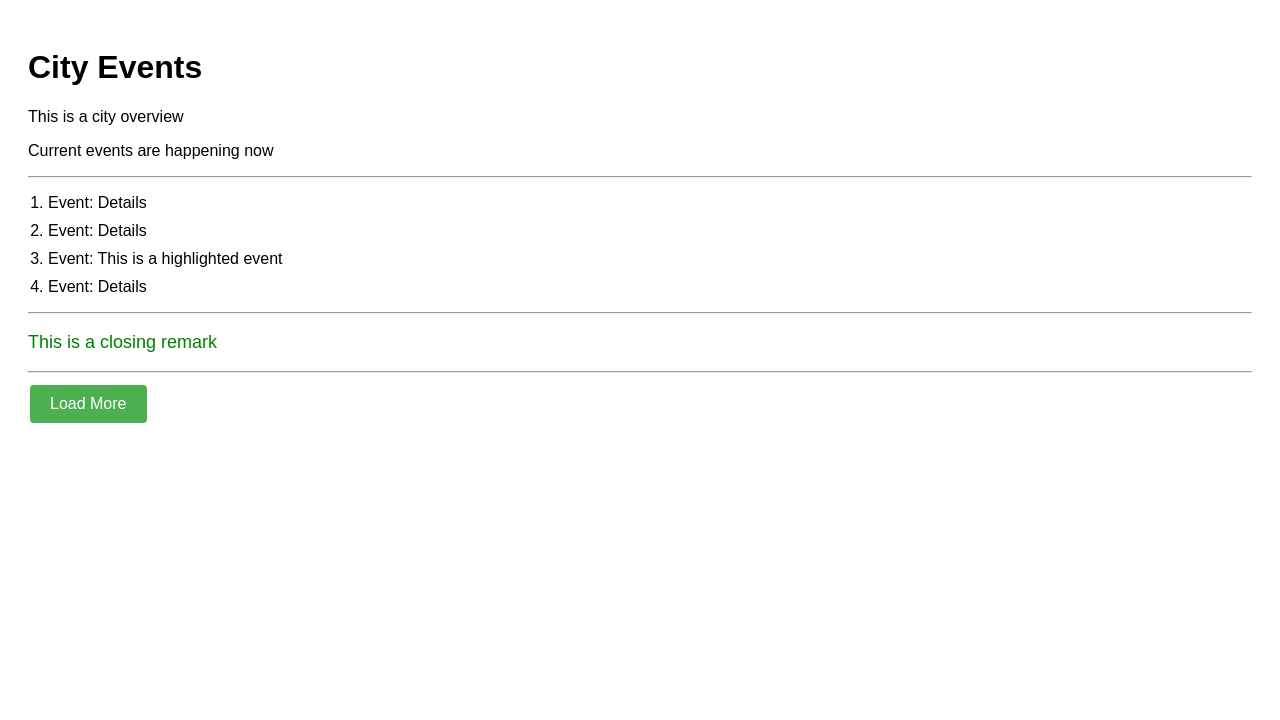 City Events
This is a city overview
Current events are happening now
1. Event: Details
2. Event: Details
3. Event: This is a highlighted event
4. Event: Details
This is a closing remark
Load More